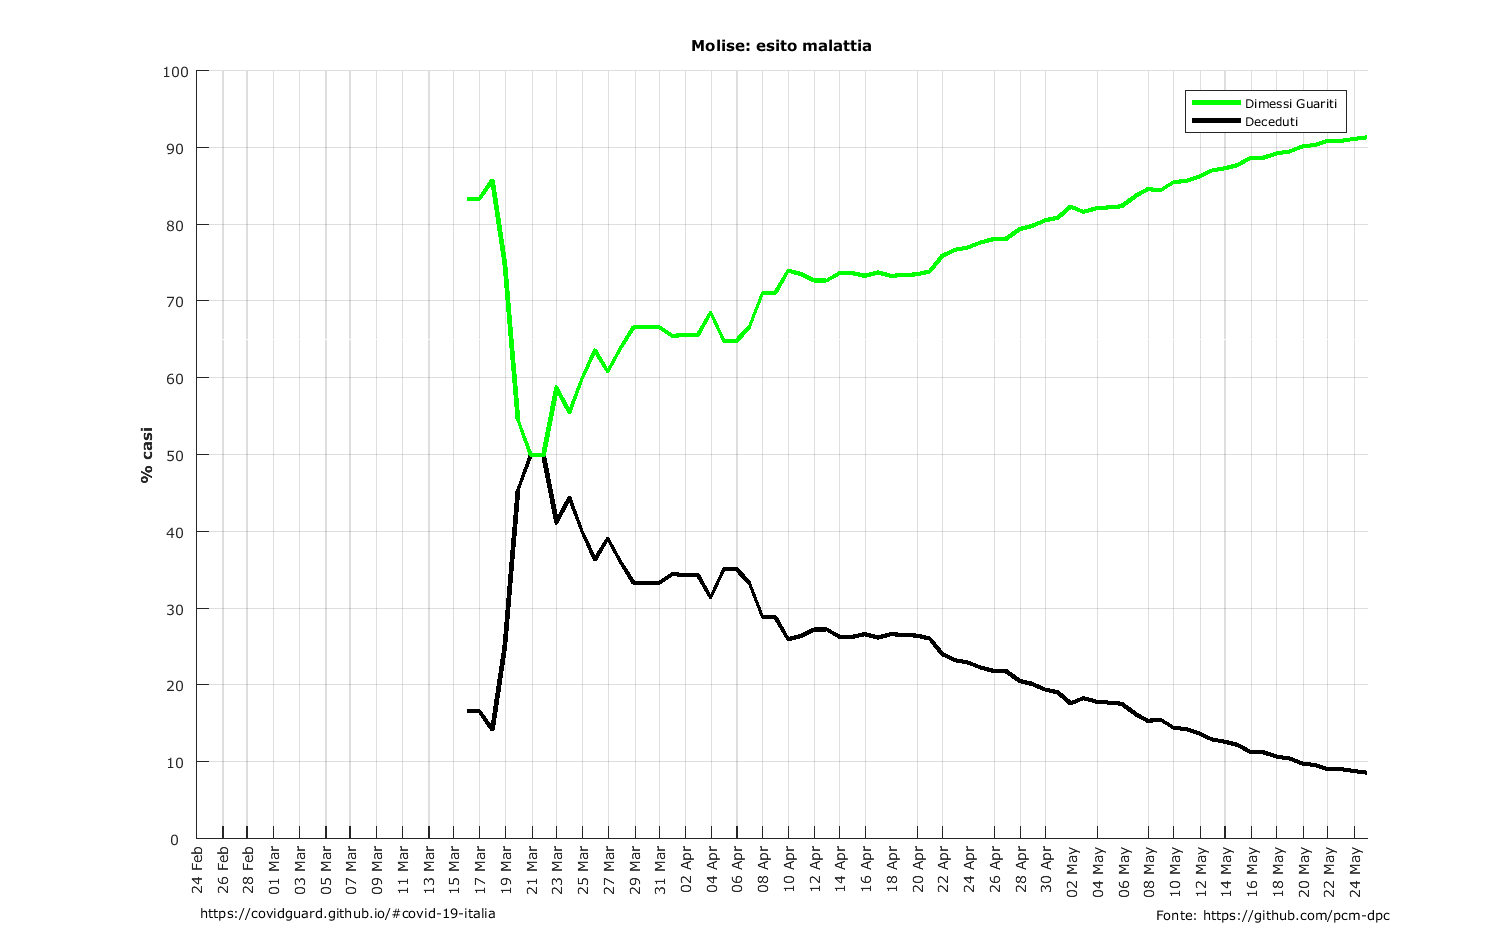 Molise: esito malattia
Dimessi Guariti
Deceduti
% casi
100
90
80
70
60
50
40
30
20
10
0
24 Feb
26 Feb
28 Feb
01 Mar
03 Mar
05 Mar
07 Mar
09 Mar
11 Mar
13 Mar
15 Mar
17 Mar
19 Mar
21 Mar
23 Mar
25 Mar
27 Mar
29 Mar
31 Mar
02 Apr
04 Apr
06 Apr
08 Apr
10 Apr
12 Apr
14 Apr
16 Apr
18 Apr
20 Apr
22 Apr
24 Apr
26 Apr
28 Apr
30 Apr
02 May
04 May
06 May
08 May
10 May
12 May
14 May
16 May
18 May
20 May
22 May
24 May
https://covidguard.github.io/#covid-19-italia
Fonte: https://github.com/pcm-dpc